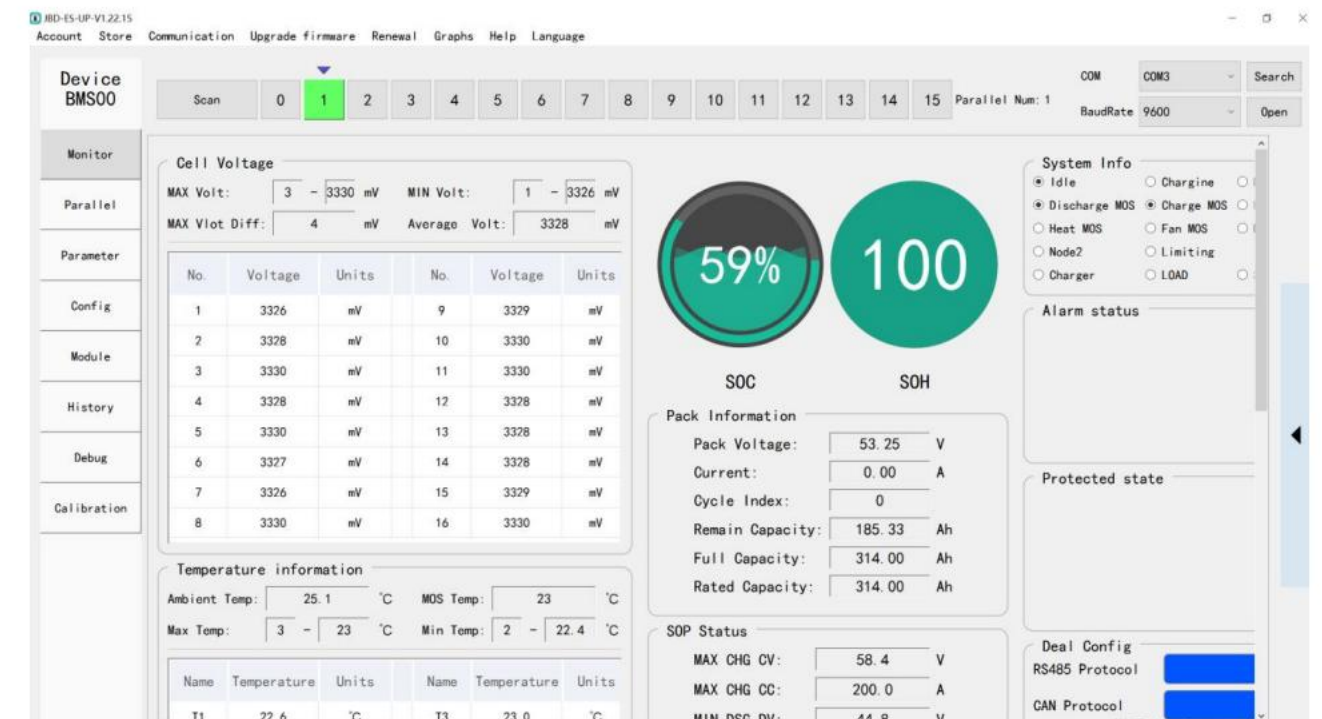 JBD-ES-UP-V1.22.15
Account Store Communication Upgrade firmware Renewal Graphs Help Language
Device
BMS00
Scan 0 1 2 3 4 5 6 7 8 9 10 11 12 13 14 15 Parallel Num: 1
COM COM3 Search
BaudRate 9600 Open
Monitor
Parallel
Parameter
Config
Module
History
Debug
Calibration
Cell Voltage
MAX Volt: 3 - 3330 mV MIN Volt: 1 - 3326 mV
MAX Vlot Diff: 4 mV Average Volt: 3328 mV
No. Voltage Units No. Voltage Units
1 3326 mV 9 3329 mV
2 3328 mV 10 3330 mV
3 3330 mV 11 3330 mV
4 3328 mV 12 3328 mV
5 3330 mV 13 3328 mV
6 3327 mV 14 3328 mV
7 3326 mV 15 3329 mV
8 3330 mV 16 3330 mV
Temperature information
Ambient Temp: 25.1 ℃ MOS Temp: 23 ℃
Max Temp: 3 - 23 ℃ Min Temp: 2 - 22.4 ℃
Name Temperature Units Name Temperature Units
T1 22.6 ℃ T3 23.0 ℃
59% 100
SOC SOH
Pack Information
Pack Voltage: 53.25 V
Current: 0.00 A
Cycle Index: 0
Remain Capacity: 185.33 Ah
Full Capacity: 314.00 Ah
Rated Capacity: 314.00 Ah
SOP Status
MAX CHG CV: 58.4 V
MAX CHG CC: 200.0 A
MIN DSG DV: 44.8 V
System Info
Idle Chargine
Discharge MOS Charge MOS
Heat MOS Fan MOS
Node2 Limiting
Charger LOAD
Alarm status
Protected state
Deal Config
RS485 Protocol
CAN Protocol